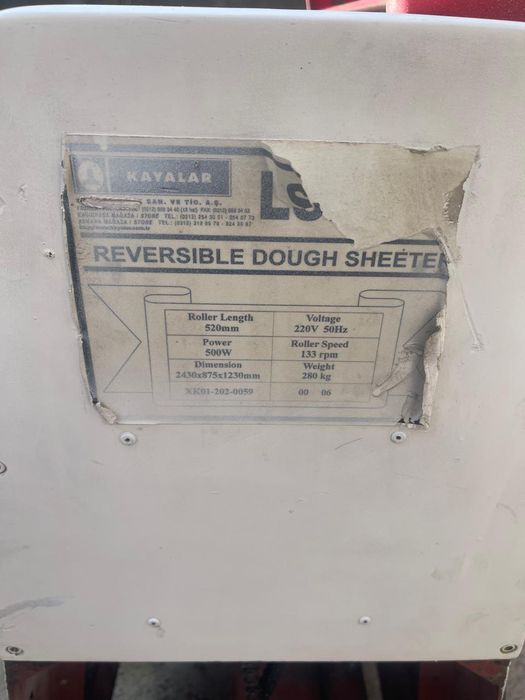 KAYALAR
LS
SAN. VE TİC. A.Ş.
REVERSIBLE DOUGH SHEETER
Roller Length
520mm
Voltage
220V 50Hz
Power
500W
Roller Speed
133 rpm
Dimension
2430x875x1230mm
Weight
280 kg
XK01-202-0059
00 06